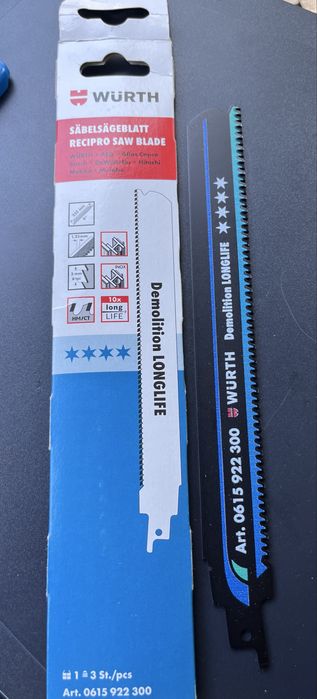 WÜRTH
SÄBELSÄGEBLATT
RECIPRO SAW BLADE
INOX
HM/CT
10x
long
LIFE
Demolition LONGLIFE
1 ≙ 3 St./pcs
Art. 0615 922 300
Art. 0615 922 300 WÜRTH Demolition LONGLIFE